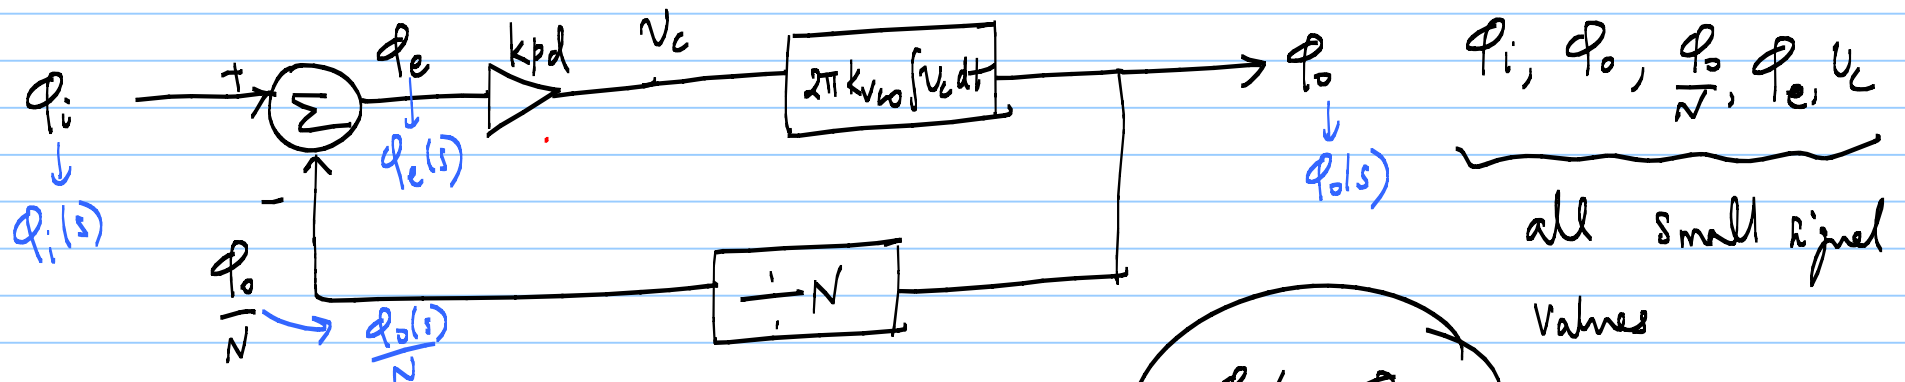 φi + Σ φe kpd vc 2π kvco ∫ vc dt φo φi, φo, φo/N, φe, vc
φi(s) φe(s) φo(s)
− all small signal
φo/N φo(s)/N ÷ N values